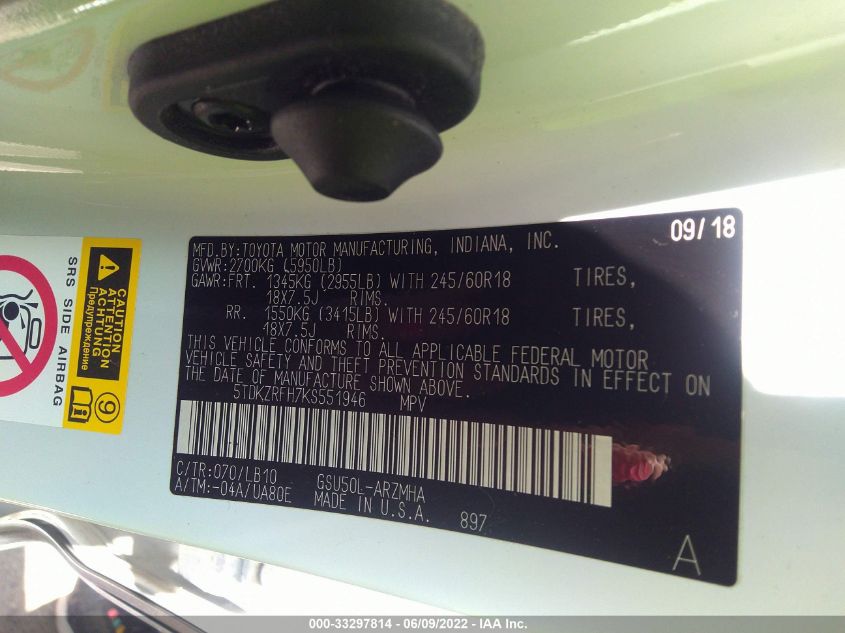 09/18
MFD.BY:TOYOTA MOTOR MANUFACTURING, INDIANA, INC.
GVWR:2700KG (5950LB)
GAWR:FRT. 1345KG (2955LB) WITH 245/60R18 TIRES,
18X7.5J RIMS.
RR. 1550KG (3415LB) WITH 245/60R18 TIRES,
18X7.5J RIMS.
THIS VEHICLE CONFORMS TO ALL APPLICABLE FEDERAL MOTOR
VEHICLE SAFETY AND THEFT PREVENTION STANDARDS IN EFFECT ON
THE DATE OF MANUFACTURE SHOWN ABOVE.
5TDKZRFH7KS551946 MPV
C/TR:070/LB10 GSU50L-ARZMHA
A/TM:-04A/UA80E MADE IN U.S.A. 897
A
SRS SIDE AIRBAG
CAUTION
ATTENTION
ACHTUNG
Предупреждение
9
000-33297814 - 06/09/2022 - IAA Inc.